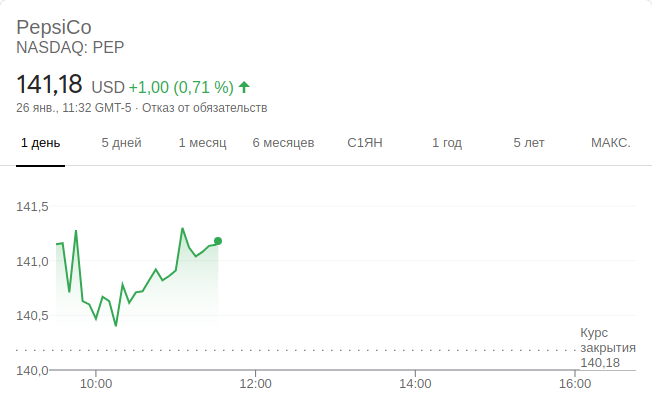 PepsiCo
NASDAQ: PEP
141,18 USD +1,00 (0,71 %)
26 янв., 11:32 GMT-5 · Отказ от обязательств
1 день 5 дней 1 месяц 6 месяцев С1ЯН 1 год 5 лет МАКС.
141,5
141,0
140,5
Курс
закрытия
140,18
140,0
10:00 12:00 14:00 16:00